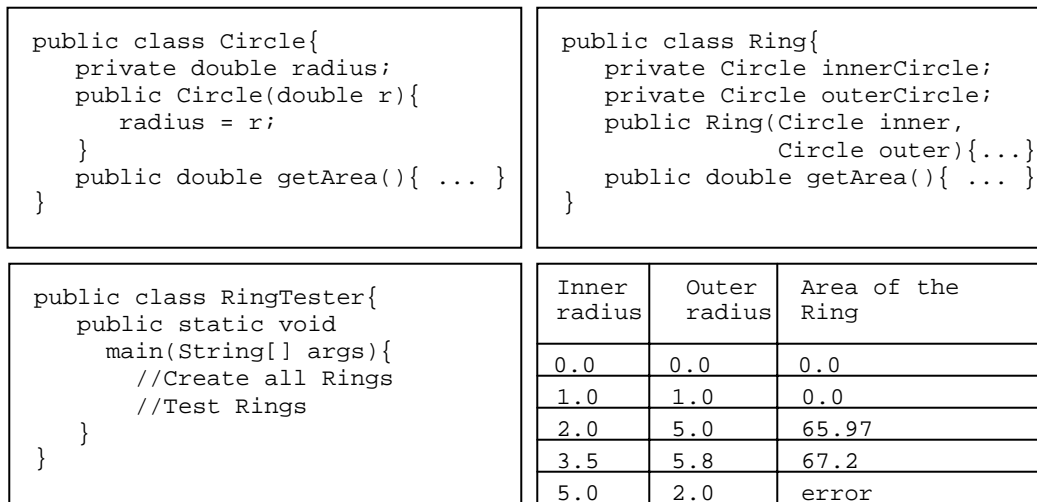 public class Circle{
private double radius;
public Circle(double r){
radius = r;
}
public double getArea(){ ... }
}
public class Ring{
private Circle innerCircle;
private Circle outerCircle;
public Ring(Circle inner,
Circle outer){...}
public double getArea(){ ... }
}
public class RingTester{
public static void
main(String[] args){
//Create all Rings
//Test Rings
}
}
Inner radius Outer radius Area of the Ring
0.0 0.0 0.0
1.0 1.0 0.0
2.0 5.0 65.97
3.5 5.8 67.2
5.0 2.0 error